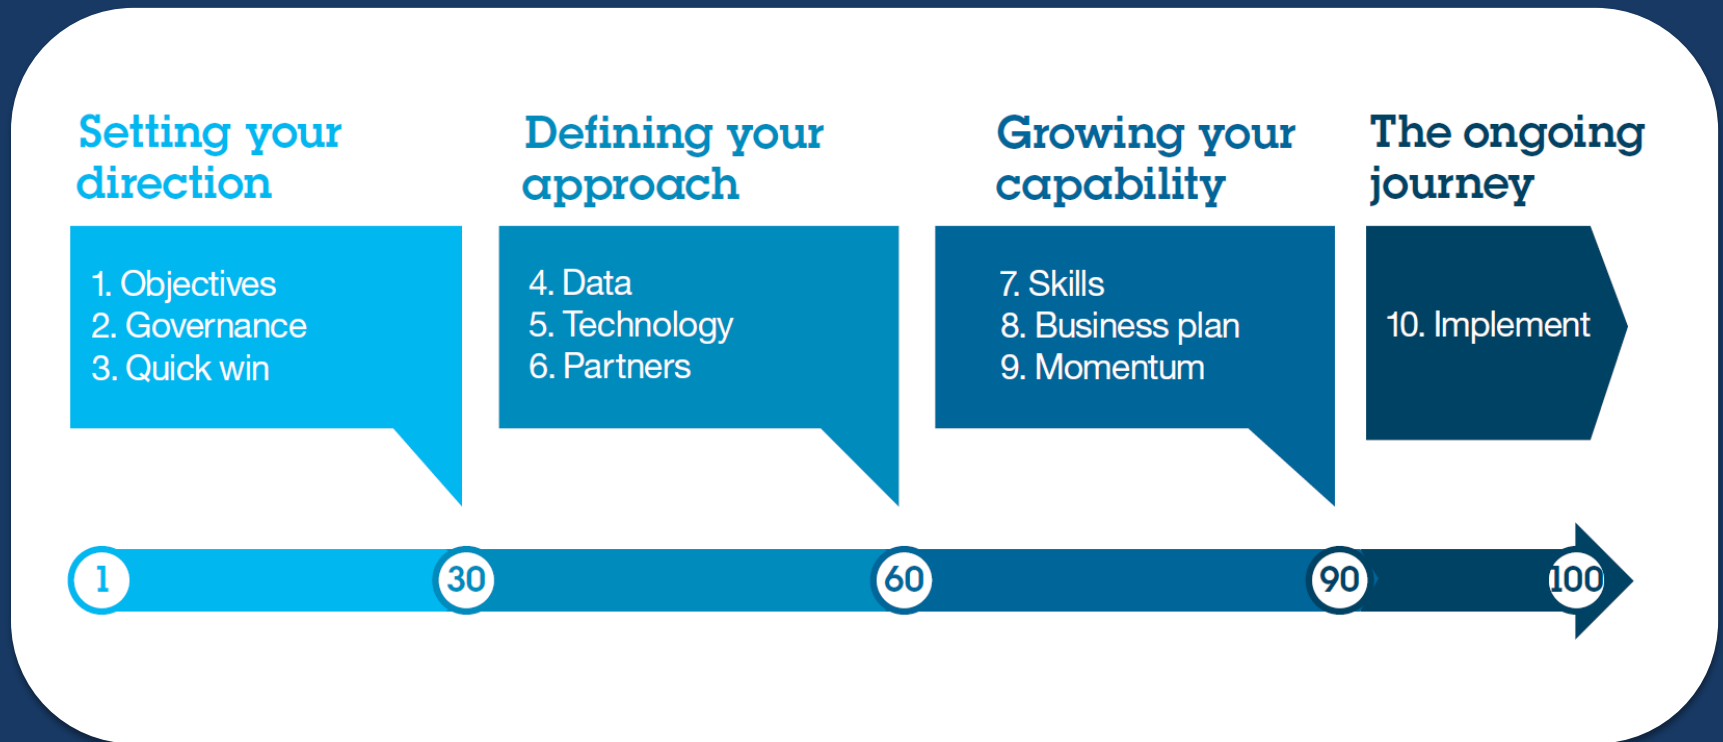 Setting your
direction
1. Objectives
2. Governance
3. Quick win
Defining your
approach
4. Data
5. Technology
6. Partners
Growing your
capability
7. Skills
8. Business plan
9. Momentum
The ongoing
journey
10. Implement
1
30
60
90
100